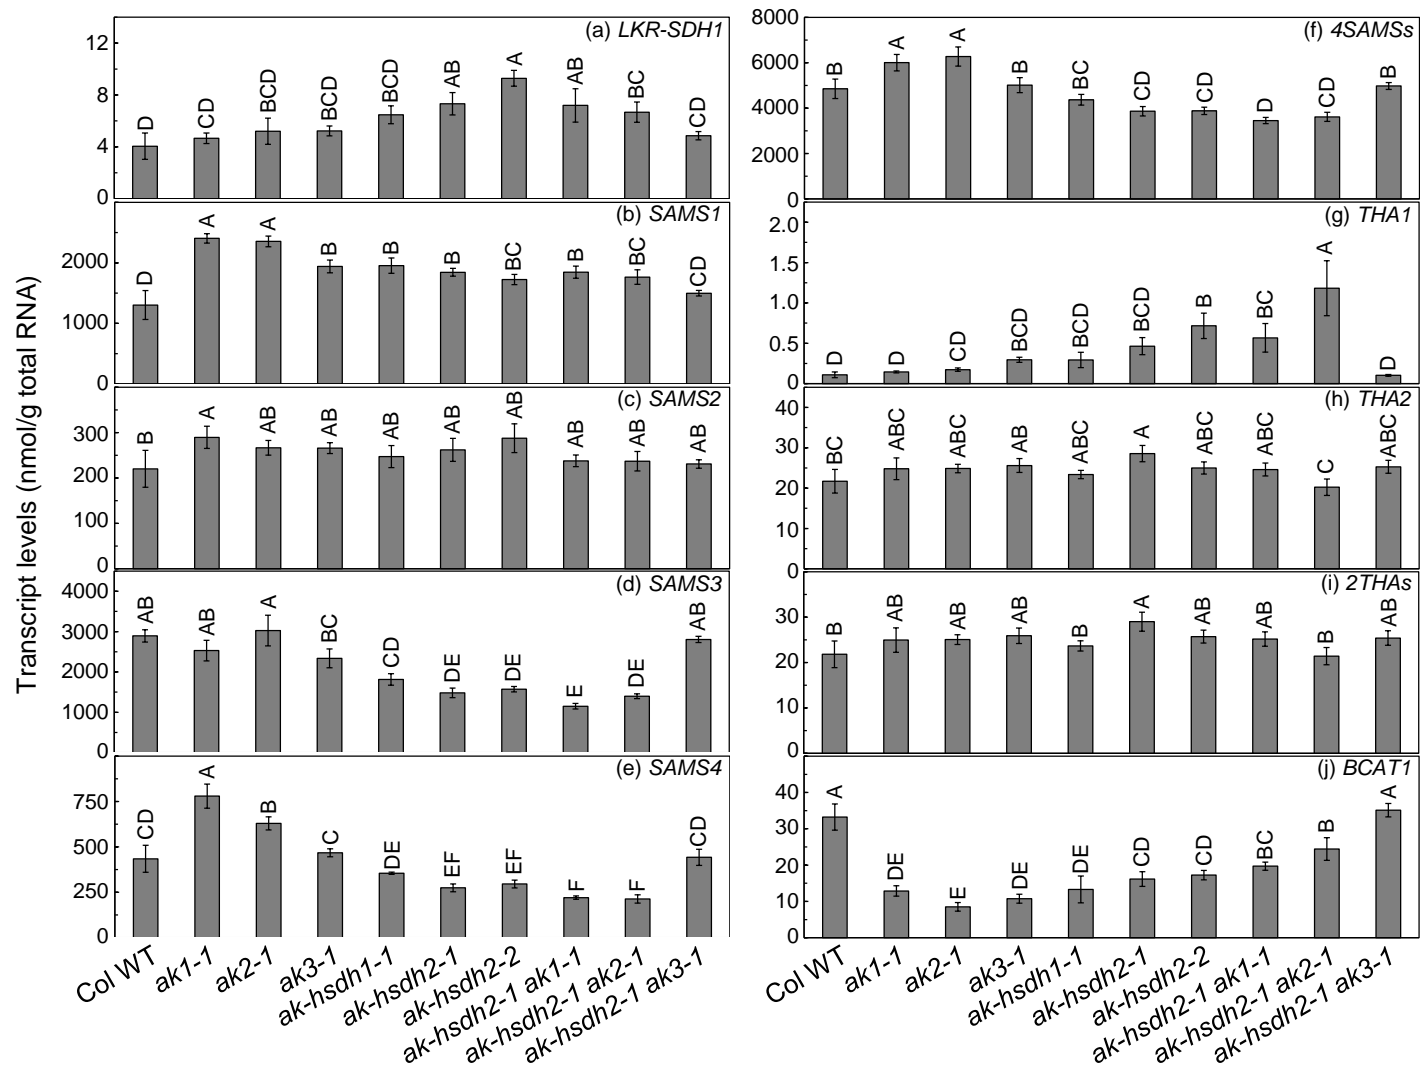 Transcript levels (nmol/g total RNA)
(a) LKR-SDH1
12
8
4
0
D
CD
BCD
BCD
BCD
AB
A
AB
BC
CD
(b) SAMS1
2000
1000
0
D
A
A
B
B
B
BC
B
BC
CD
(c) SAMS2
300
200
100
0
B
A
AB
AB
AB
AB
AB
AB
AB
AB
(d) SAMS3
4000
3000
2000
1000
0
AB
AB
A
BC
CD
DE
DE
E
DE
AB
(e) SAMS4
750
500
250
0
CD
A
B
C
DE
EF
EF
F
F
CD
Col WT
ak1-1
ak2-1
ak3-1
ak-hsdh1-1
ak-hsdh2-1
ak-hsdh2-2
ak-hsdh2-1 ak1-1
ak-hsdh2-1 ak2-1
ak-hsdh2-1 ak3-1
(f) 4SAMSs
8000
6000
4000
2000
0
B
A
A
B
BC
CD
CD
D
CD
B
(g) THA1
2.0
1.5
1.0
0.5
0
D
D
CD
BCD
BCD
BCD
B
BC
A
D
(h) THA2
40
30
20
10
0
BC
ABC
ABC
AB
ABC
A
ABC
ABC
C
ABC
(i) 2THAs
30
20
10
0
B
AB
AB
AB
B
A
AB
AB
B
AB
(j) BCAT1
40
30
20
10
0
A
DE
E
DE
DE
CD
CD
BC
B
A
Col WT
ak1-1
ak2-1
ak3-1
ak-hsdh1-1
ak-hsdh2-1
ak-hsdh2-2
ak-hsdh2-1 ak1-1
ak-hsdh2-1 ak2-1
ak-hsdh2-1 ak3-1